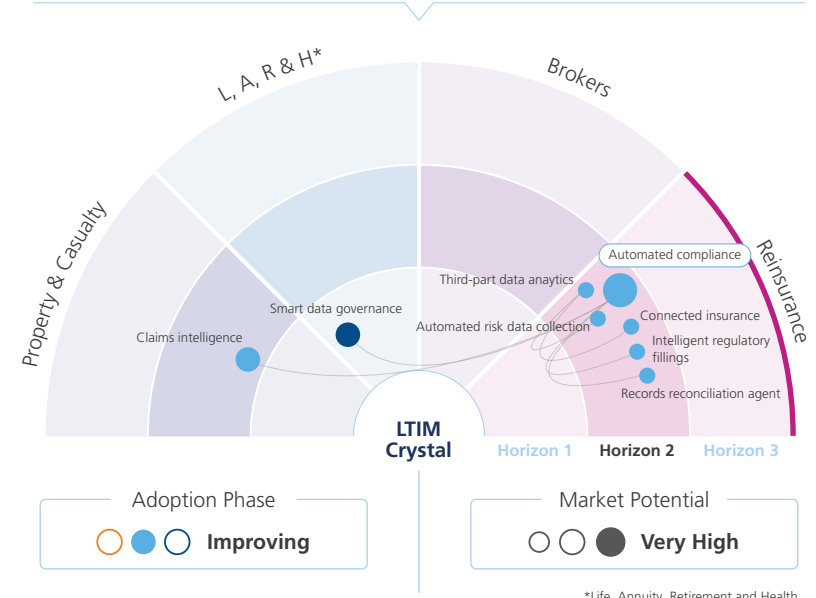 L, A, R & H*
Brokers
Property & Casualty
Reinsurance
Automated compliance
Third-part data anaytics
Smart data governance
Connected insurance
Automated risk data collection
Claims intelligence
Intelligent regulatory
fillings
Records reconciliation agent
LTIM
Crystal
Horizon 1
Horizon 2
Horizon 3
Adoption Phase
Improving
Market Potential
Very High
*Life, Annuity, Retirement and Health